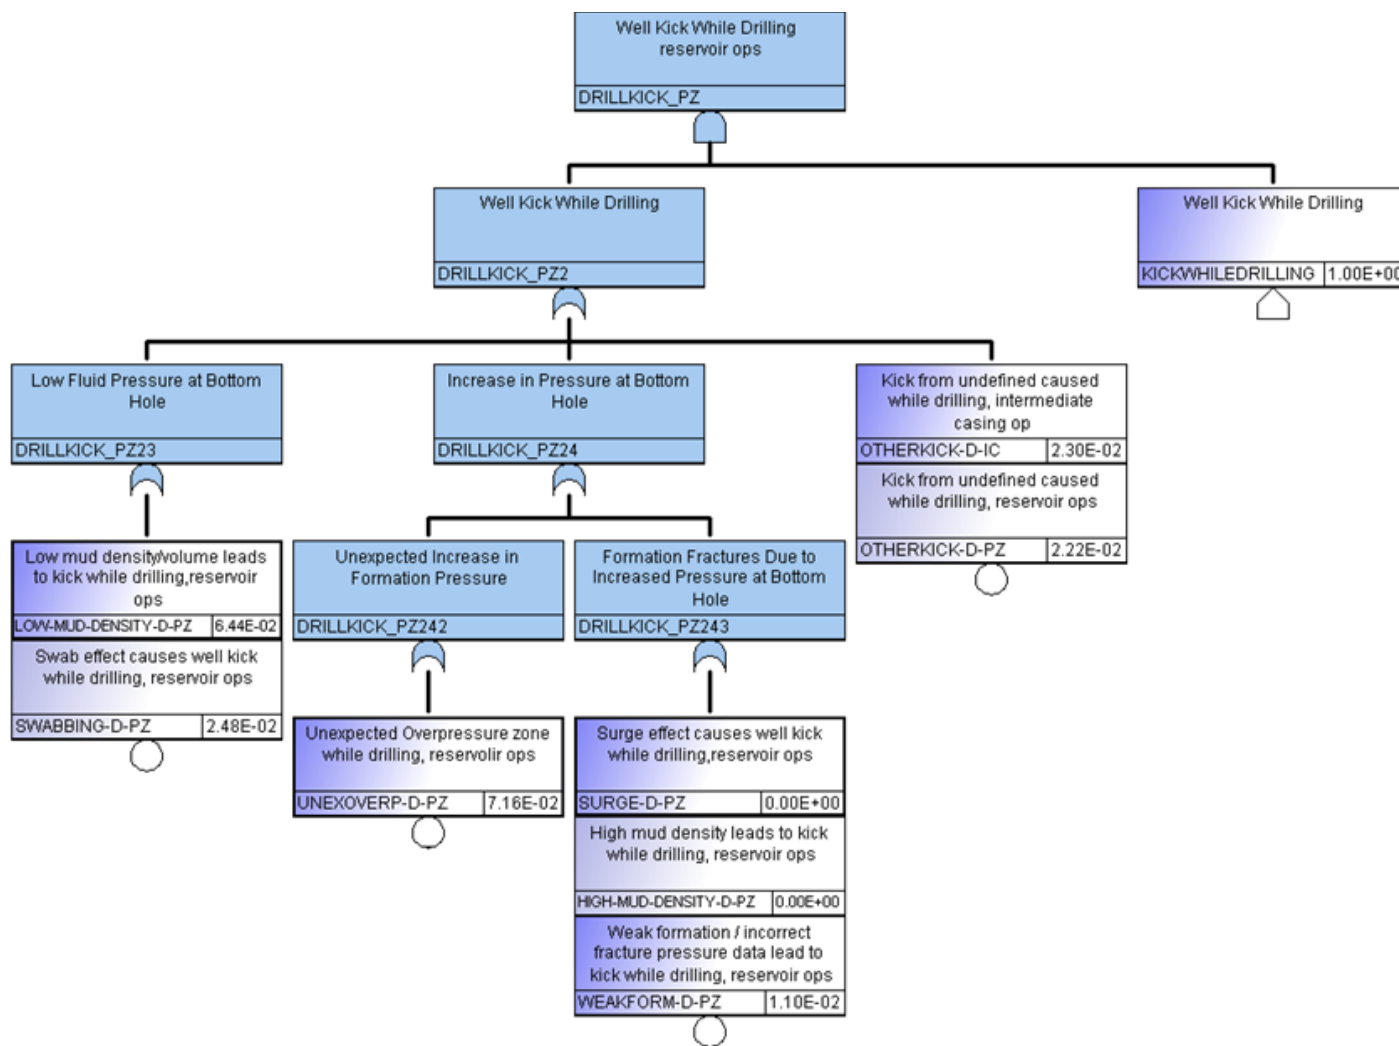 Well Kick While Drilling
reservoir ops
DRILLKICK_PZ
Well Kick While Drilling
DRILLKICK_PZ2
Well Kick While Drilling
KICKWHILEDRILLING 1.00E+00
Low Fluid Pressure at Bottom
Hole
DRILLKICK_PZ23
Increase in Pressure at Bottom
Hole
DRILLKICK_PZ24
Kick from undefined caused
while drilling, intermediate
casing op
OTHERKICK-D-IC 2.30E-02
Kick from undefined caused
while drilling, reservoir ops
OTHERKICK-D-PZ 2.22E-02
Low mud density/volume leads
to kick while drilling,reservoir
ops
LOW-MUD-DENSITY-D-PZ 6.44E-02
Swab effect causes well kick
while drilling, reservoir ops
SWABBING-D-PZ 2.48E-02
Unexpected Increase in
Formation Pressure
DRILLKICK_PZ242
Formation Fractures Due to
Increased Pressure at Bottom
Hole
DRILLKICK_PZ243
Unexpected Overpressure zone
while drilling, reservolir ops
UNEXOVERP-D-PZ 7.16E-02
Surge effect causes well kick
while drilling,reservoir ops
SURGE-D-PZ 0.00E+00
High mud density leads to kick
while drilling, reservoir ops
HIGH-MUD-DENSITY-D-PZ 0.00E+00
Weak formation / incorrect
fracture pressure data lead to
kick while drilling, reservoir ops
WEAKFORM-D-PZ 1.10E-02